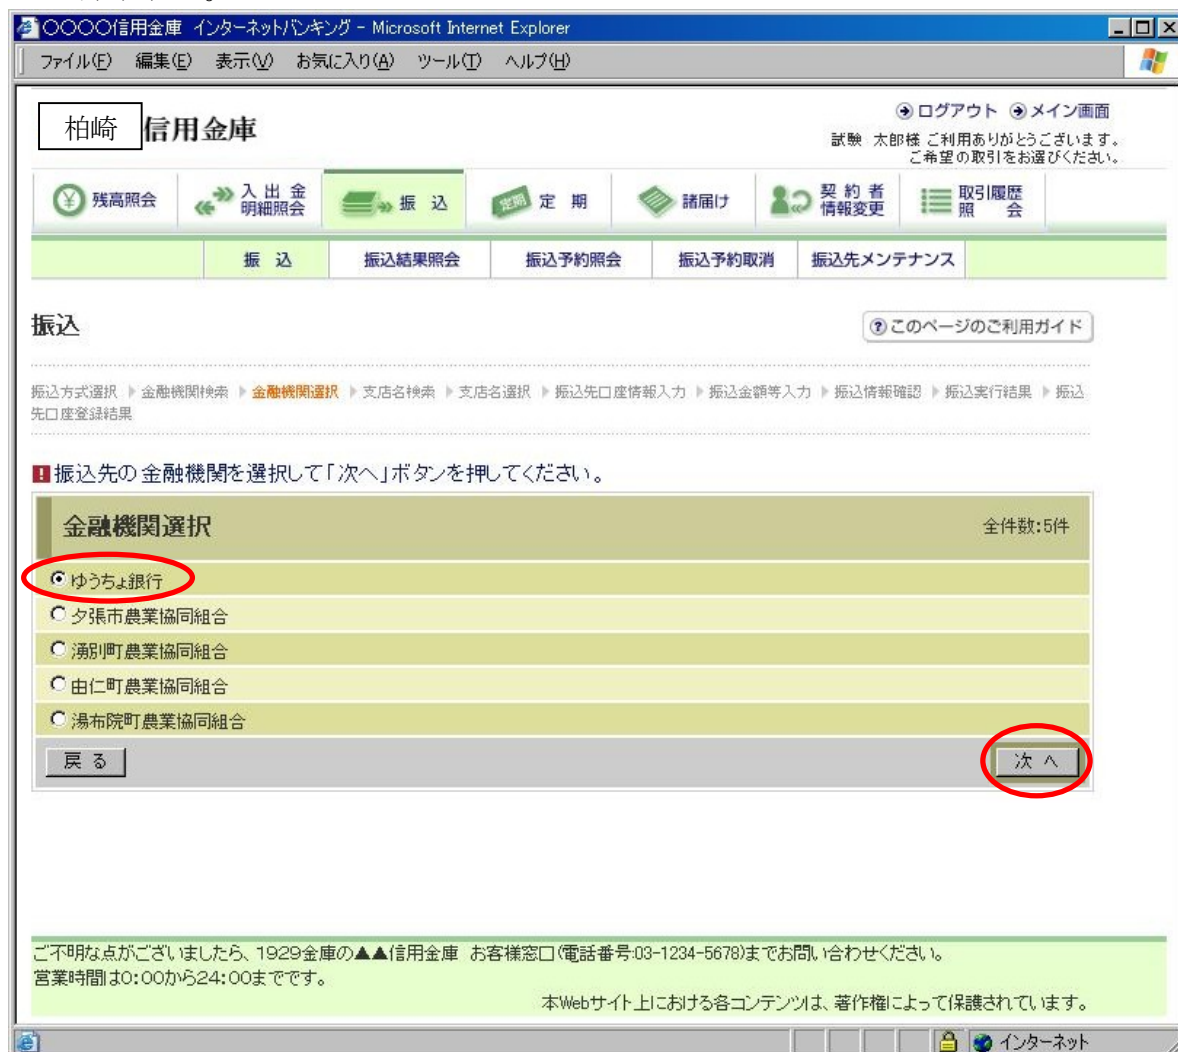 〇〇〇〇信用金庫 インターネットバンキング - Microsoft Internet Explorer
ファイル(F) 編集(E) 表示(V) お気に入り(A) ツール(T) ヘルプ(H)
柏崎 信用金庫
ログアウト メイン画面
試験 太郎様 ご利用ありがとうございます。
ご希望の取引をお選びください。
残高照会 入出金明細照会 振込 定期 諸届け 契約者情報変更 取引履歴照会
振込 振込結果照会 振込予約照会 振込予約取消 振込先メンテナンス
振込
?このページのご利用ガイド
振込方式選択 ▶ 金融機関検索 ▶ 金融機関選択 ▶ 支店名検索 ▶ 支店名選択 ▶ 振込先口座情報入力 ▶ 振込金額等入力 ▶ 振込情報確認 ▶ 振込実行結果 ▶ 振込
先口座登録結果
振込先の金融機関を選択して「次へ」ボタンを押してください。
金融機関選択 全件数:5件
ゆうちょ銀行
夕張市農業協同組合
湧別町農業協同組合
由仁町農業協同組合
湯布院町農業協同組合
戻る 次へ
ご不明な点がございましたら、1929金庫の▲▲信用金庫 お客様窓口(電話番号:03-1234-5678)までお問い合わせください。
営業時間は0:00から24:00までです。
本Webサイト上における各コンテンツは、著作権によって保護されています。
インターネット